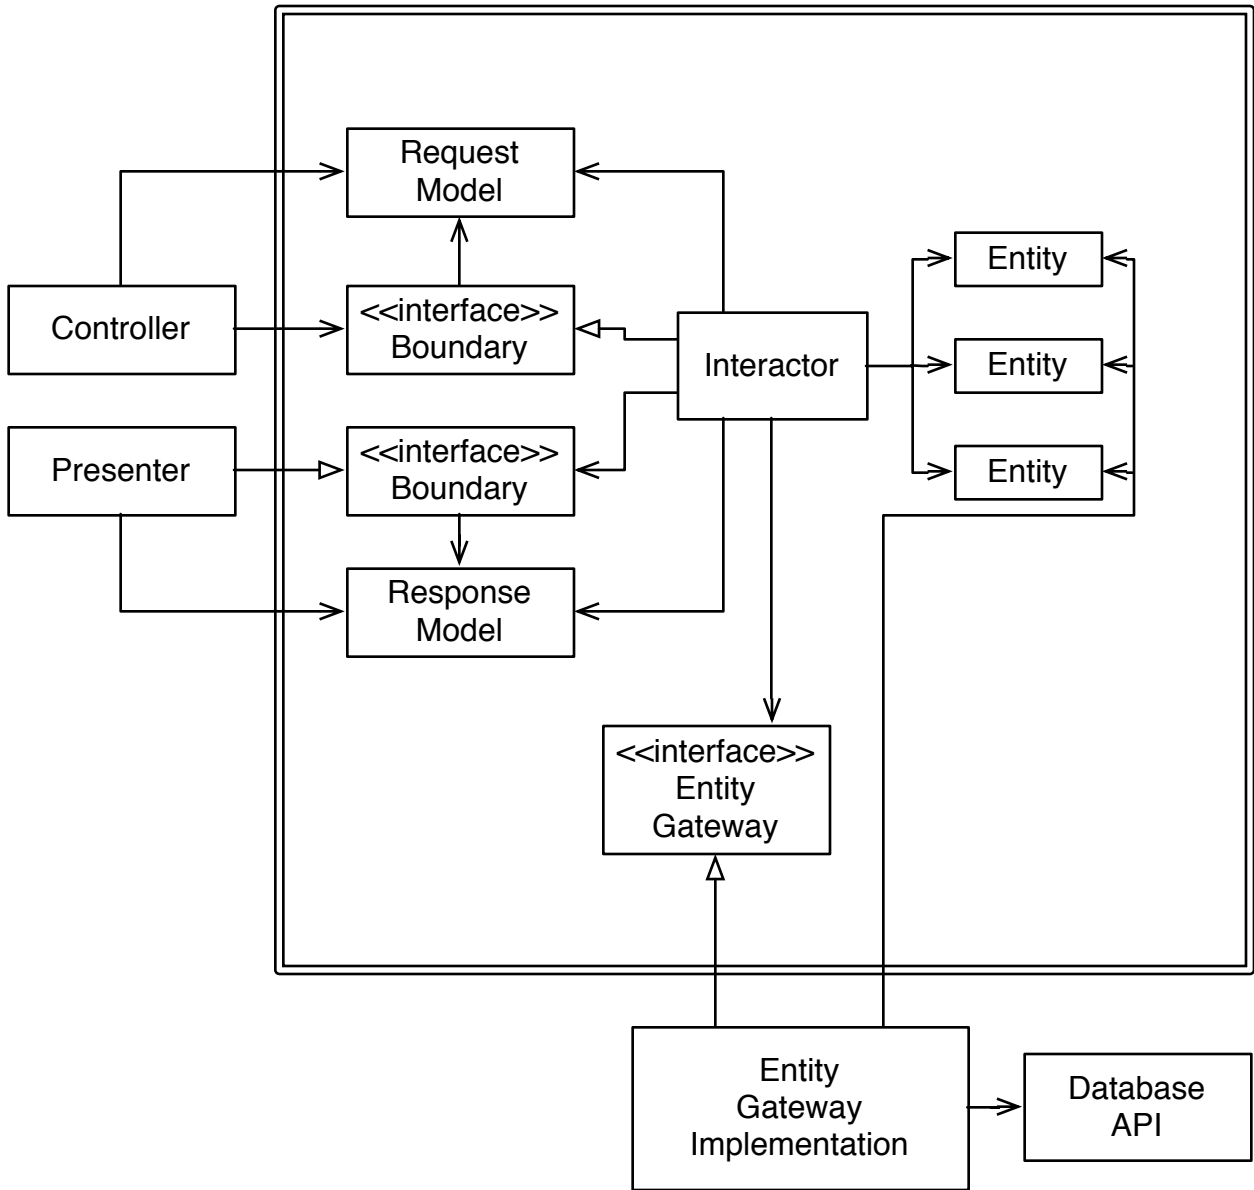 Request
Model
Controller
<<interface>>
Boundary
Interactor
Entity
Entity
Entity
Presenter
<<interface>>
Boundary
Response
Model
<<interface>>
Entity
Gateway
Entity
Gateway
Implementation
Database
API